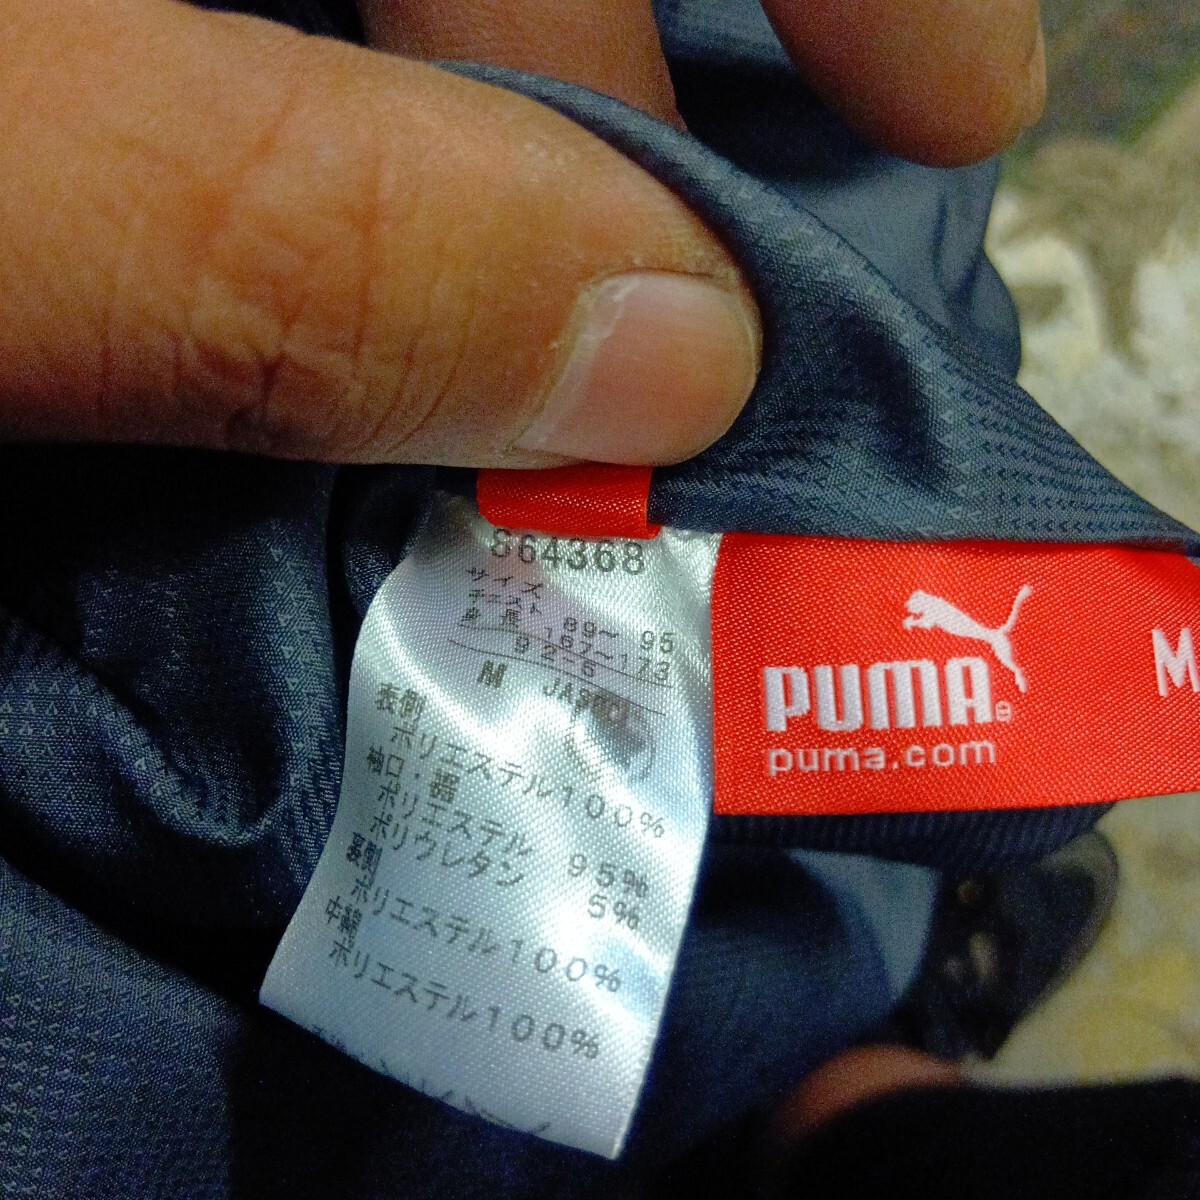 864368
サイズ
チェスト 89～ 95
身 長 167～173
92-5
M
表側
ポリエステル100%
袖口・裾
ポリエステル 95%
ポリウレタン 5%
裏側
ポリエステル100%
中綿
ポリエステル100%
PUMA
puma.com
M